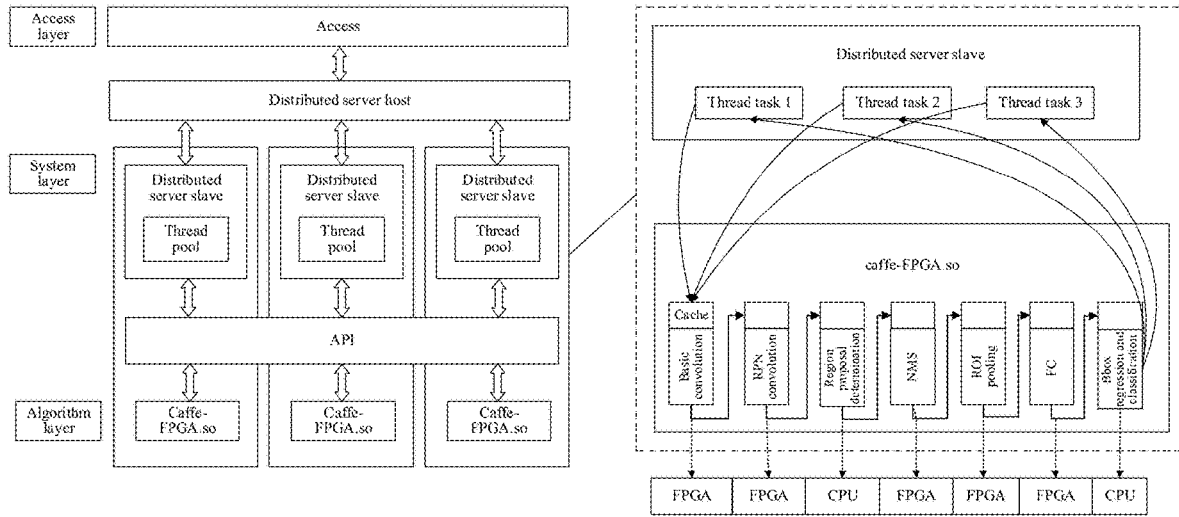 Access
layer
Access
Distributed server host
System
layer
Distributed
server slave
Thread
pool
Distributed
server slave
Thread
pool
Distributed
server slave
Thread
pool
API
Algorithm
layer
Caffe-
FPGA.so
Caffe-
FPGA.so
Caffe-
FPGA.so
Distributed server slave
Thread task 1
Thread task 2
Thread task 3
caffe-FPGA.so
Cache
Basic
convolution
RPN
convolution
Region
proposal
determination
NMS
ROI
pooling
FC
Bbox
regression and
classification
FPGA
FPGA
CPU
FPGA
FPGA
FPGA
CPU